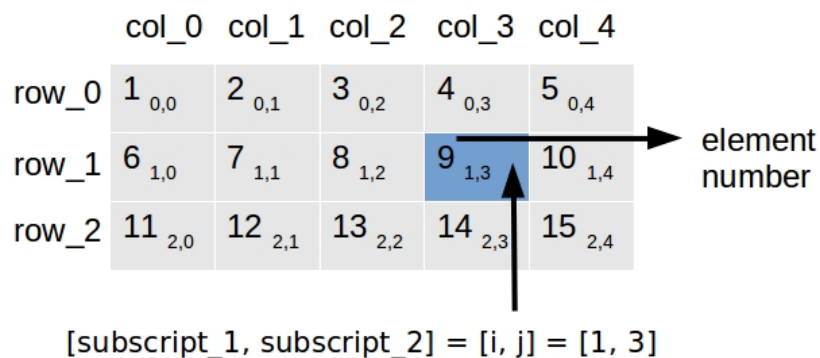 col_0 col_1 col_2 col_3 col_4
row_0 1 0,0 2 0,1 3 0,2 4 0,3 5 0,4
row_1 6 1,0 7 1,1 8 1,2 9 1,3 10 1,4
element
number
row_2 11 2,0 12 2,1 13 2,2 14 2,3 15 2,4
[subscript_1, subscript_2] = [i, j] = [1, 3]